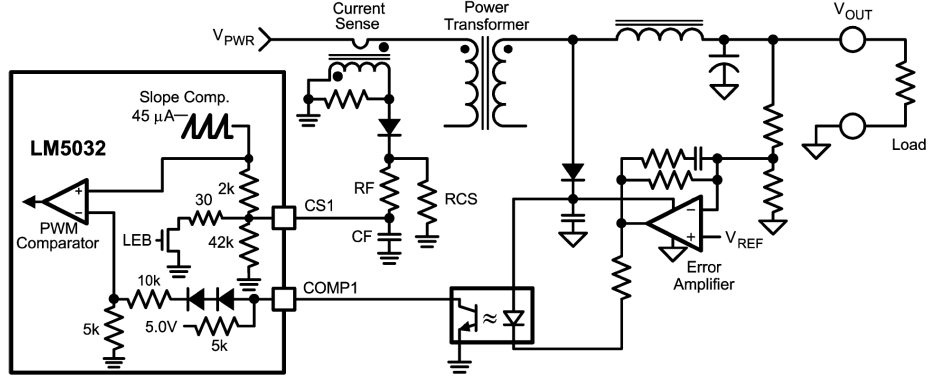 Current
Sense
Power
Transformer
VPWR
VOUT
Slope Comp.
45 μA
LM5032
2k
30
CS1
RF
RCS
Load
PWM
Comparator
+
−
LEB
42k
CF
−
+
VREF
Error
Amplifier
10k
COMP1
5.0V
5k
5k
≈